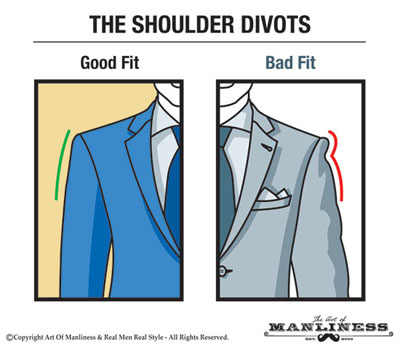 THE SHOULDER DIVOTS
Good Fit
Bad Fit
The Art of
MANLINESS
EST. 2008
©Copyright Art Of Manliness & Real Men Real Style - All Rights Reserved.